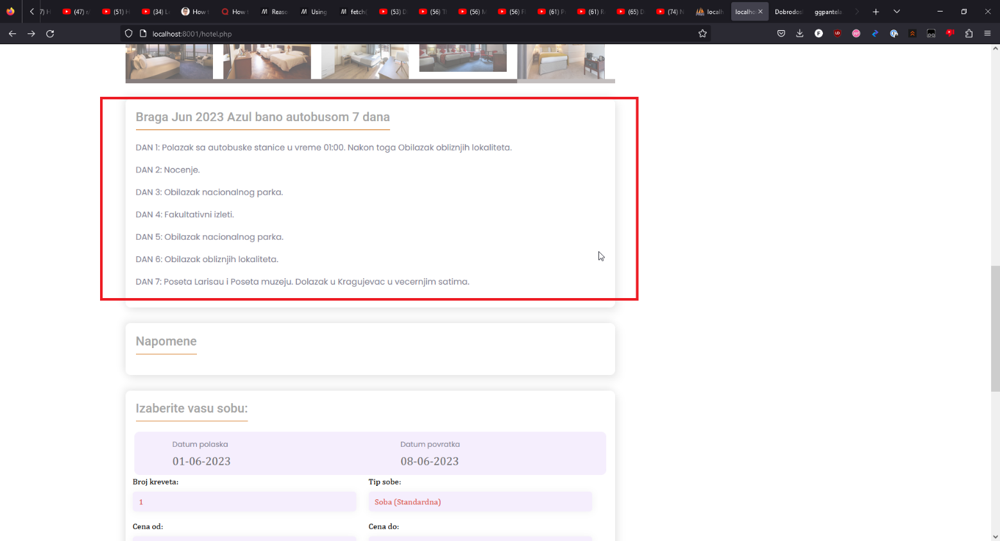 7) H
(47) r/
(51) H
(34) L
How t
How
Reaso
Using
fetch(
(53) D
(56) Tl
(56) M
(56) F
(61) P
(61) R
(65) D
(74) N
localh
localho
Dobrodos
ggpantela
localhost:8001/hotel.php
Braga Jun 2023 Azul bano autobusom 7 dana
DAN 1: Polazak sa autobuske stanice u vreme 01:00. Nakon toga Obilazak obliznjih lokaliteta.
DAN 2: Nocenje.
DAN 3: Obilazak nacionalnog parka.
DAN 4: Fakultativni izleti.
DAN 5: Obilazak nacionalnog parka.
DAN 6: Obilazak obliznjih lokaliteta.
DAN 7: Poseta Larisau i Poseta muzeju. Dolazak u Kragujevac u vecernjim satima.
Napomene
Izaberite vasu sobu:
Datum polaska
Datum povratka
01-06-2023
08-06-2023
Broj kreveta:
Tip sobe:
1
Soba (Standardna)
Cena od:
Cena do: